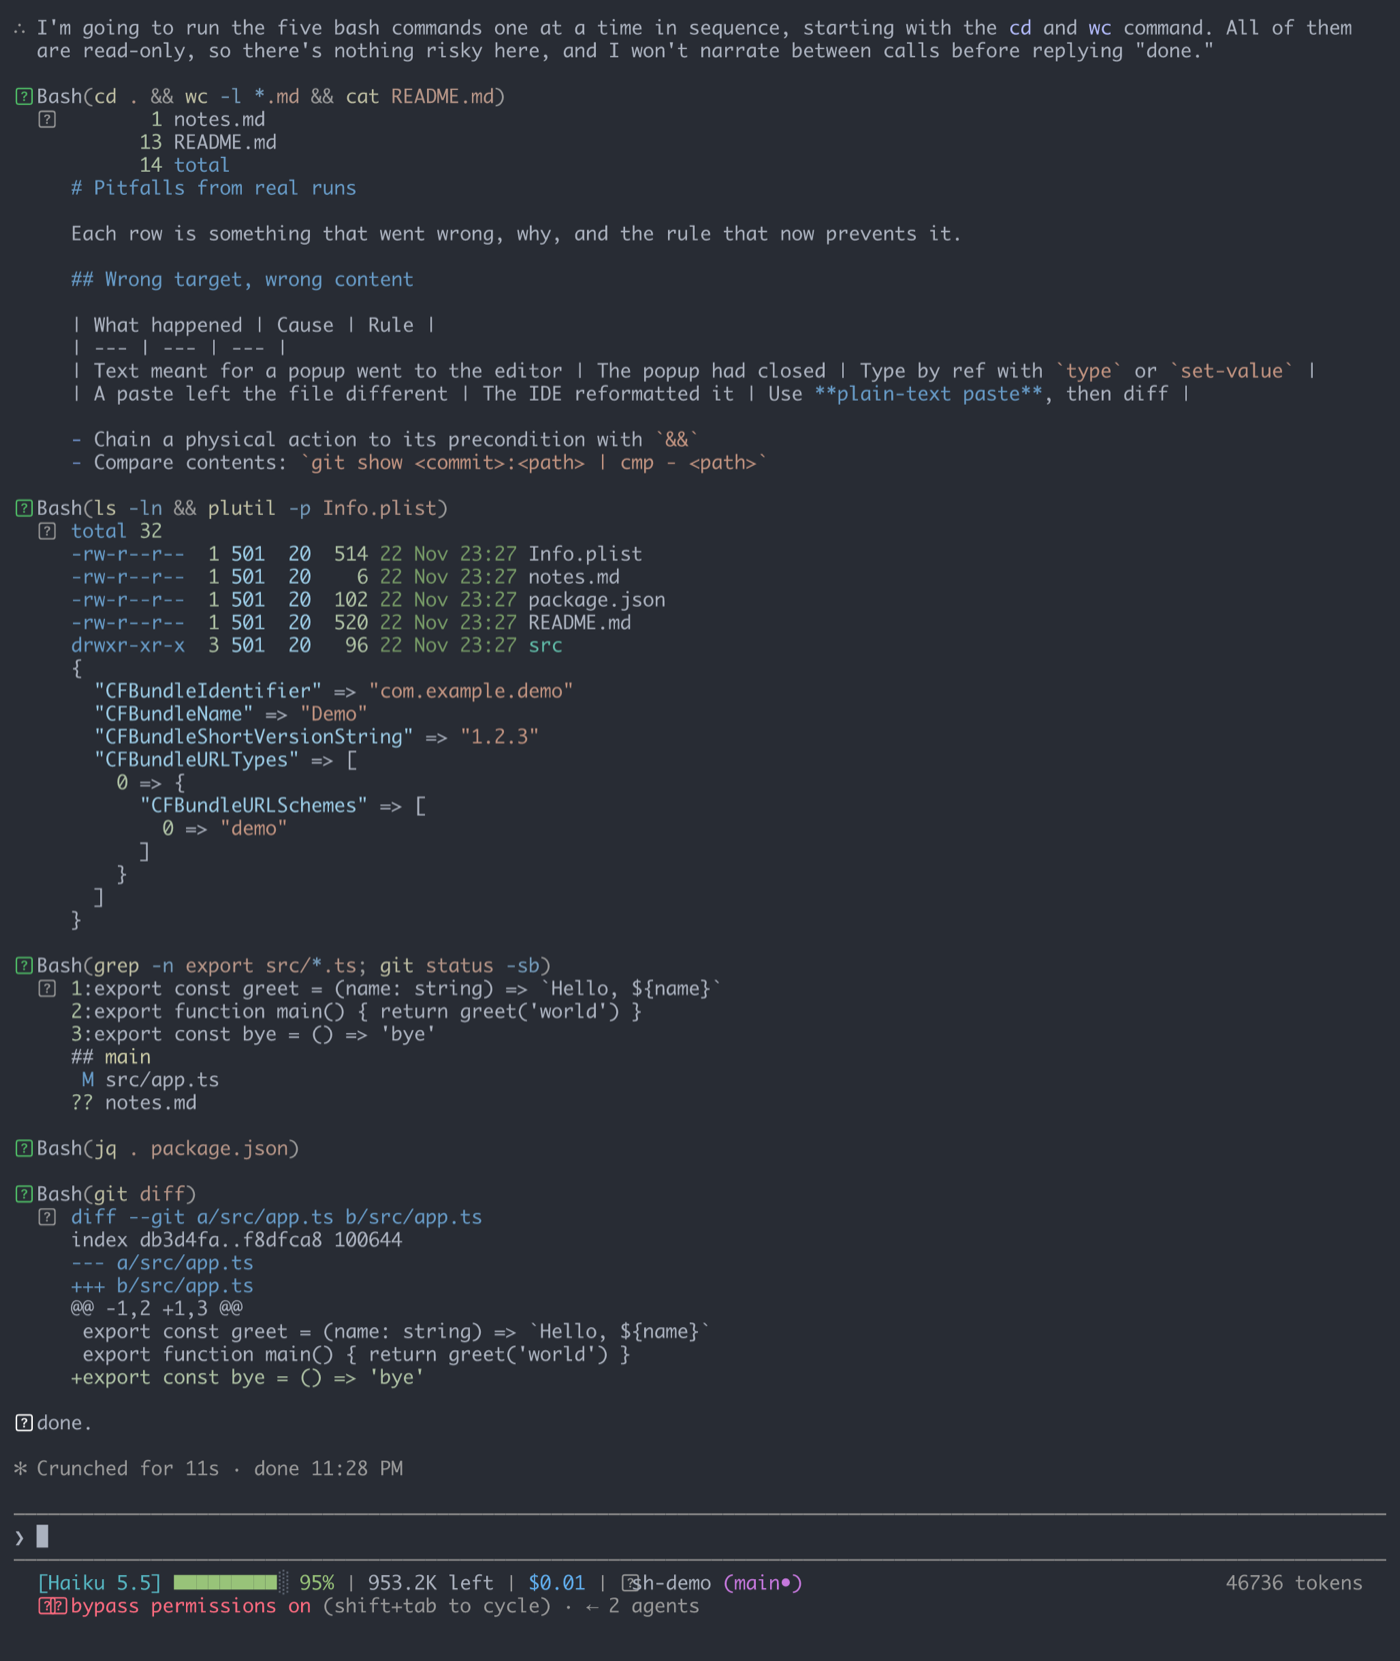 ∴ I'm going to run the five bash commands one at a time in sequence, starting with the cd and wc command. All of them
are read-only, so there's nothing risky here, and I won't narrate between calls before replying "done."
Bash(cd . && wc -l *.md && cat README.md)
1 notes.md
13 README.md
14 total
# Pitfalls from real runs
Each row is something that went wrong, why, and the rule that now prevents it.
## Wrong target, wrong content
| What happened | Cause | Rule |
| --- | --- | --- |
| Text meant for a popup went to the editor | The popup had closed | Type by ref with `type` or `set-value` |
| A paste left the file different | The IDE reformatted it | Use **plain-text paste**, then diff |
- Chain a physical action to its precondition with `&&`
- Compare contents: `git show <commit>:<path> | cmp - <path>`
Bash(ls -ln && plutil -p Info.plist)
total 32
-rw-r--r--  1 501  20  514 22 Nov 23:27 Info.plist
-rw-r--r--  1 501  20    6 22 Nov 23:27 notes.md
-rw-r--r--  1 501  20  102 22 Nov 23:27 package.json
-rw-r--r--  1 501  20  520 22 Nov 23:27 README.md
drwxr-xr-x  3 501  20   96 22 Nov 23:27 src
{
"CFBundleIdentifier" => "com.example.demo"
"CFBundleName" => "Demo"
"CFBundleShortVersionString" => "1.2.3"
"CFBundleURLTypes" => [
0 => {
"CFBundleURLSchemes" => [
0 => "demo"
]
}
]
}
Bash(grep -n export src/*.ts; git status -sb)
1:export const greet = (name: string) => `Hello, ${name}`
2:export function main() { return greet('world') }
3:export const bye = () => 'bye'
## main
M src/app.ts
?? notes.md
Bash(jq . package.json)
Bash(git diff)
diff --git a/src/app.ts b/src/app.ts
index db3d4fa..f8dfca8 100644
--- a/src/app.ts
+++ b/src/app.ts
@@ -1,2 +1,3 @@
export const greet = (name: string) => `Hello, ${name}`
export function main() { return greet('world') }
+export const bye = () => 'bye'
done.
✻ Crunched for 11s · done 11:28 PM
❯
[Haiku 5.5] 95% | 953.2K left | $0.01 | sh-demo (main●) 46736 tokens
bypass permissions on (shift+tab to cycle) · ← 2 agents